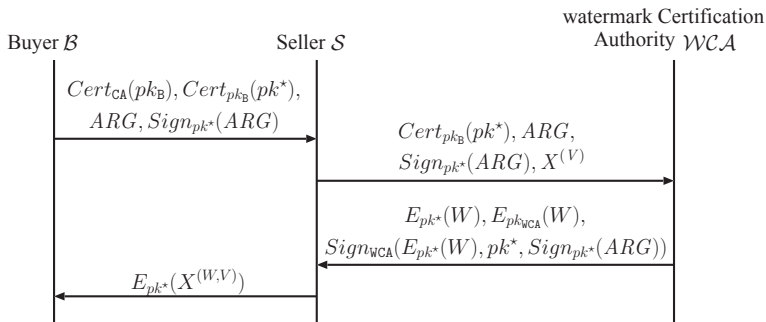 watermark Certification
Buyer 𝓑 Seller 𝓢 Authority 𝓦𝓒𝓐
Cert_CA(pk_B), Cert_pk_B(pk*),
ARG, Sign_pk*(ARG)
Cert_pk_B(pk*), ARG,
Sign_pk*(ARG), X^(V)
E_pk*(W), E_pk_WCA(W),
Sign_WCA(E_pk*(W), pk*, Sign_pk*(ARG))
E_pk*(X^(W,V))